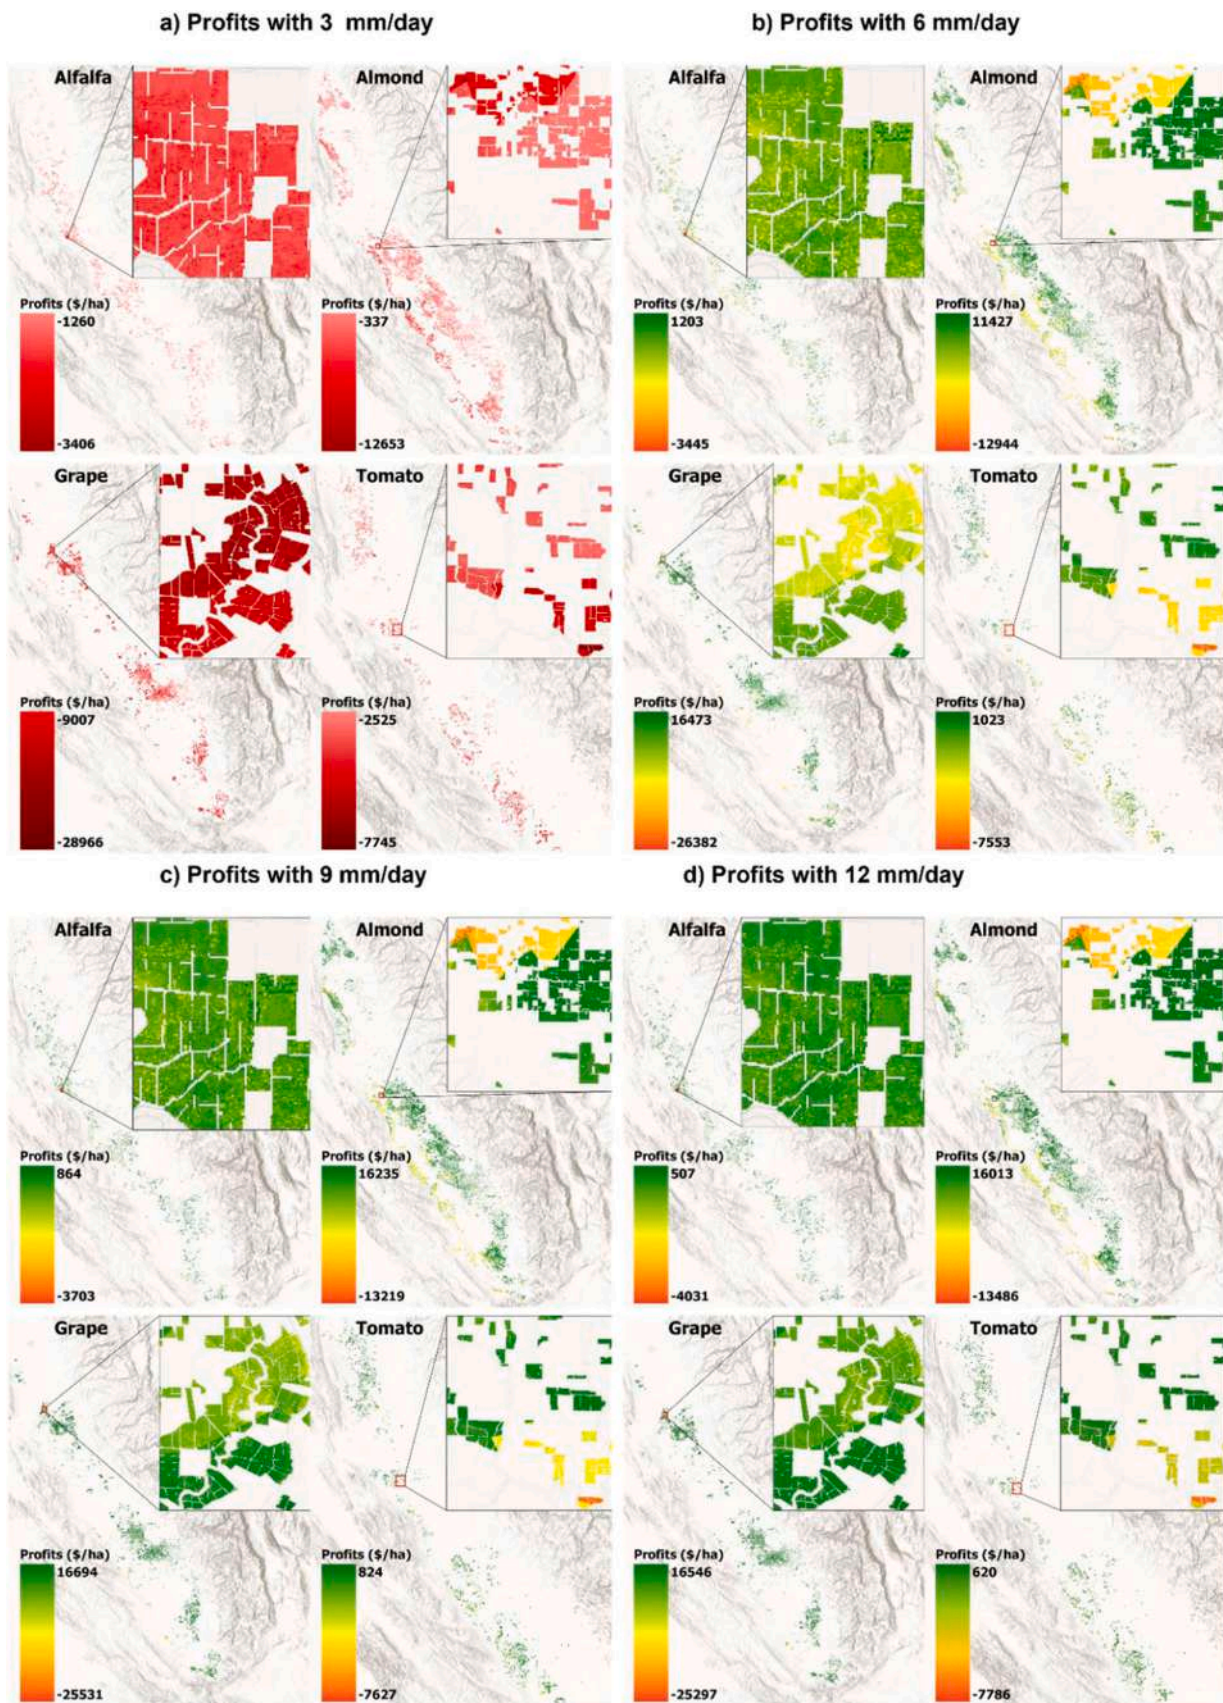 a) Profits with 3 mm/day
b) Profits with 6 mm/day
Alfalfa
Almond
Alfalfa
Almond
Profits ($/ha)
-1260
-3406
Profits ($/ha)
-337
-12653
Profits ($/ha)
1203
-3445
Profits ($/ha)
11427
-12944
Grape
Tomato
Grape
Tomato
Profits ($/ha)
-9007
-28966
Profits ($/ha)
-2525
-7745
Profits ($/ha)
16473
-26382
Profits ($/ha)
1023
-7553
c) Profits with 9 mm/day
d) Profits with 12 mm/day
Alfalfa
Almond
Alfalfa
Almond
Profits ($/ha)
864
-3703
Profits ($/ha)
16235
-13219
Profits ($/ha)
507
-4031
Profits ($/ha)
16013
-13486
Grape
Tomato
Grape
Tomato
Profits ($/ha)
16694
-25531
Profits ($/ha)
824
-7627
Profits ($/ha)
16546
-25297
Profits ($/ha)
620
-7786